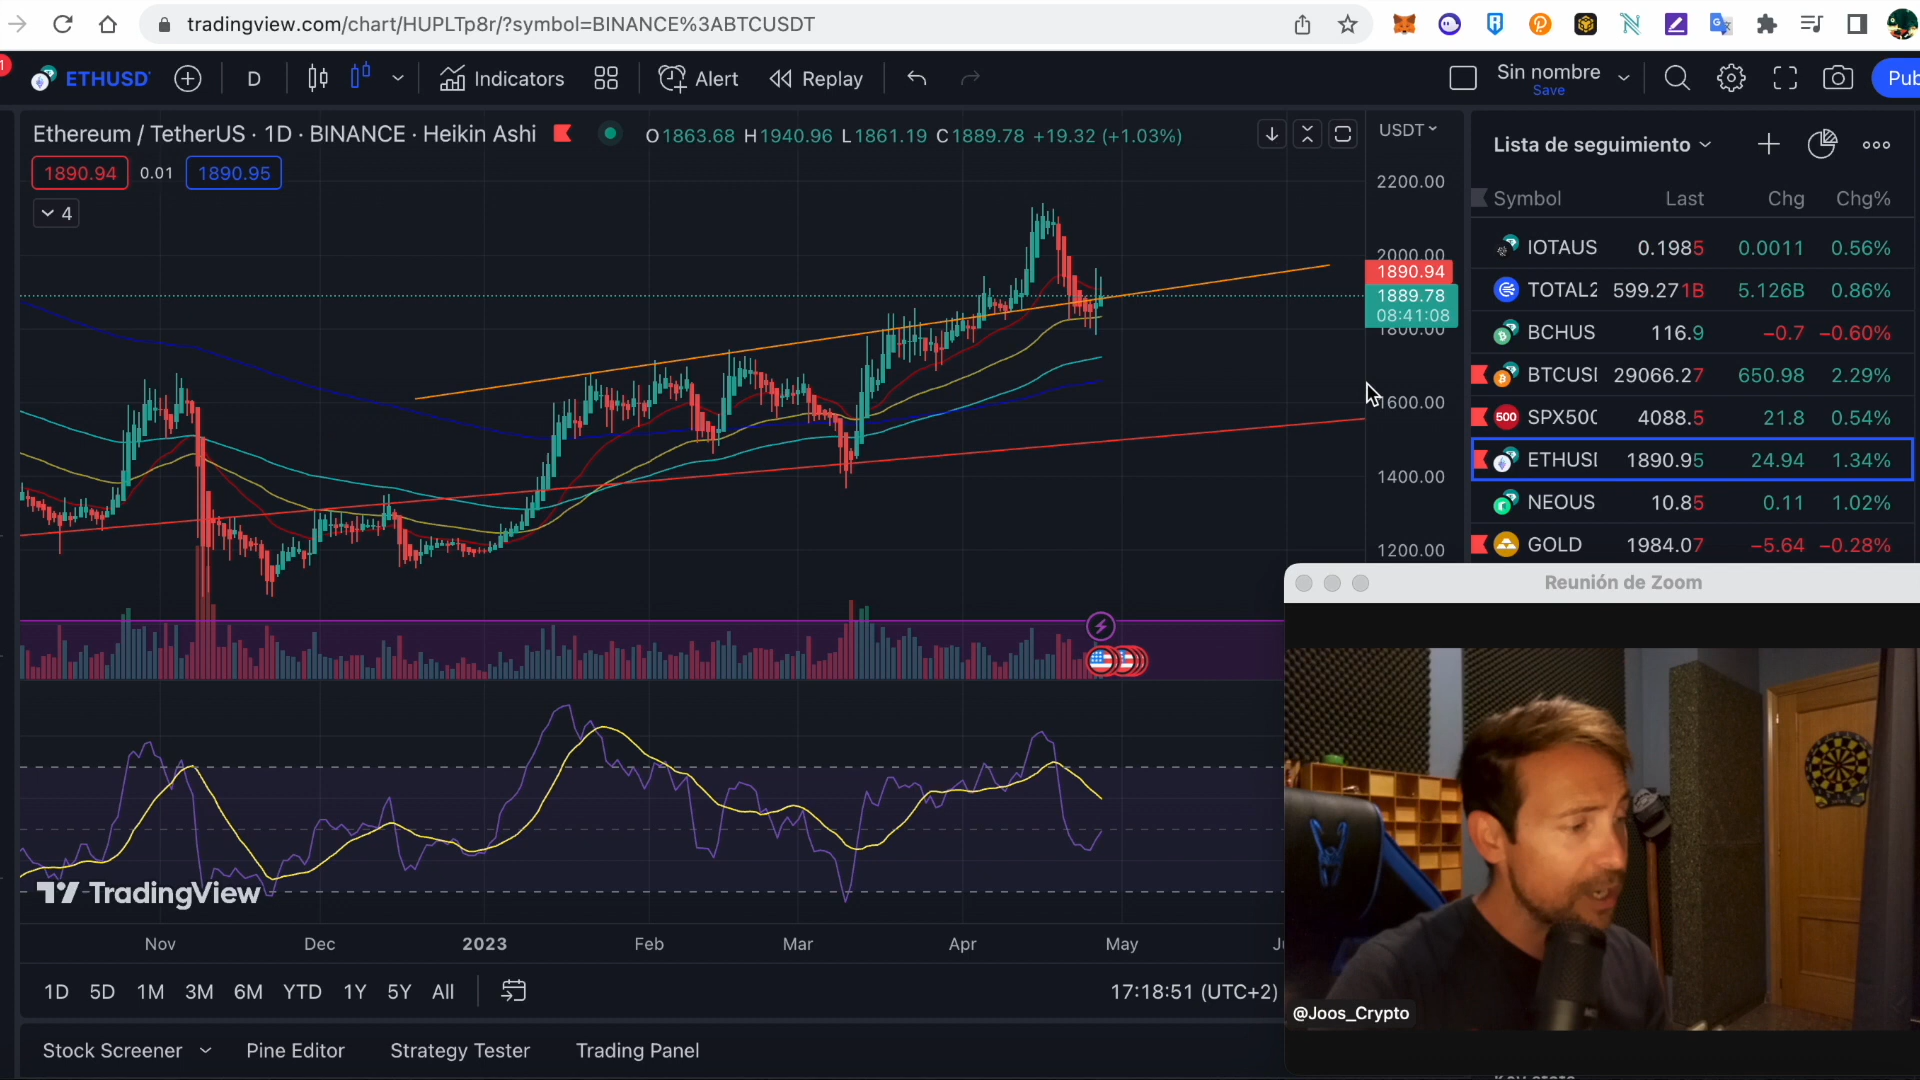 tradingview.com/chart/HUPLTp8r/?symbol=BINANCE%3ABTCUSDT
1
ETHUSD
D
Indicators
Alert
Replay
Sin nombre
Save
Pub
Ethereum / TetherUS · 1D · BINANCE · Heikin Ashi
O1863.68 H1940.96 L1861.19 C1889.78 +19.32 (+1.03%)
1890.94
0.01
1890.95
4
USDT
2200.00
2000.00
1890.94
1889.78
08:41:08
1800.00
1600.00
1400.00
1200.00
Lista de seguimiento
Symbol Last Chg Chg%
IOTAUS 0.1985 0.0011 0.56%
TOTAL2 599.271B 5.126B 0.86%
BCHUS 116.9 −0.7 −0.60%
BTCUSI 29066.27 650.98 2.29%
500 SPX500 4088.5 21.8 0.54%
ETHUSI 1890.95 24.94 1.34%
NEOUS 10.85 0.11 1.02%
GOLD 1984.07 −5.64 −0.28%
Reunión de Zoom
@Joos_Crypto
TradingView
Nov Dec 2023 Feb Mar Apr May
1D 5D 1M 3M 6M YTD 1Y 5Y All
17:18:51 (UTC+2)
Stock Screener Pine Editor Strategy Tester Trading Panel